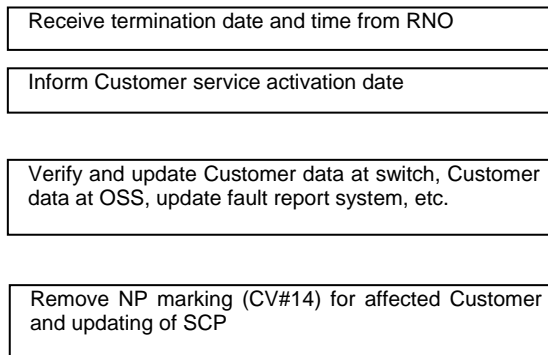 Receive termination date and time from RNO
Inform Customer service activation date
Verify and update Customer data at switch, Customer
data at OSS, update fault report system, etc.
Remove NP marking (CV#14) for affected Customer
and updating of SCP